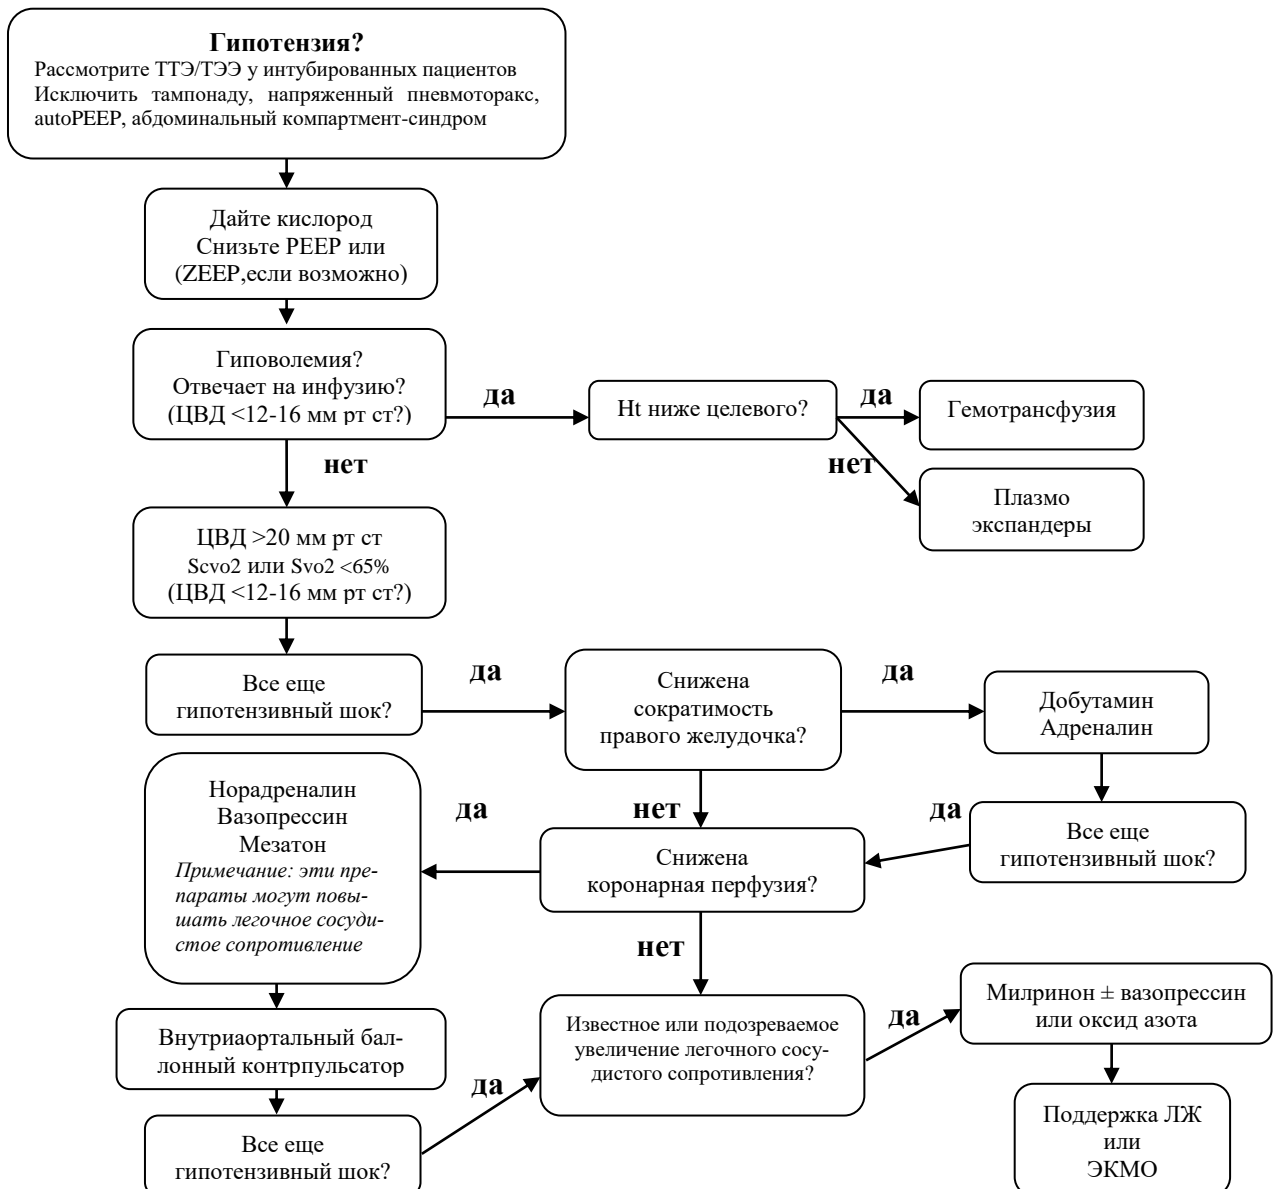 Гипотензия?
Рассмотрите ТТЭ/ТЭЭ у интубированных пациентов
Исключить тампонаду, напряженный пневмоторакс,
autoPEEP, абдоминальный компартмент-синдром
Дайте кислород
Снизьте PEEP или
(ZEEP,если возможно)
Гиповолемия?
Отвечает на инфузию?
(ЦВД <12-16 мм рт ст?)
да
Ht ниже целевого?
да
Гемотрансфузия
нет
Плазмо
экспандеры
нет
ЦВД >20 мм рт ст
Scvo2 или Svo2 <65%
(ЦВД <12-16 мм рт ст?)
Все еще
гипотензивный шок?
да
Снижена
сократимость
правого желудочка?
да
Добутамин
Адреналин
нет
Все еще
гипотензивный шок?
да
Снижена
коронарная перфузия?
да
Норадреналин
Вазопрессин
Мезатон
Примечание: эти пре-
параты могут повы-
шать легочное сосуди-
стое сопротивление
нет
Внутриаортальный бал-
лонный контрпульсатор
Все еще
гипотензивный шок?
да
Известное или подозреваемое
увеличение легочного сосу-
дистого сопротивления?
да
Милринон ± вазопрессин
или оксид азота
Поддержка ЛЖ
или
ЭКМО